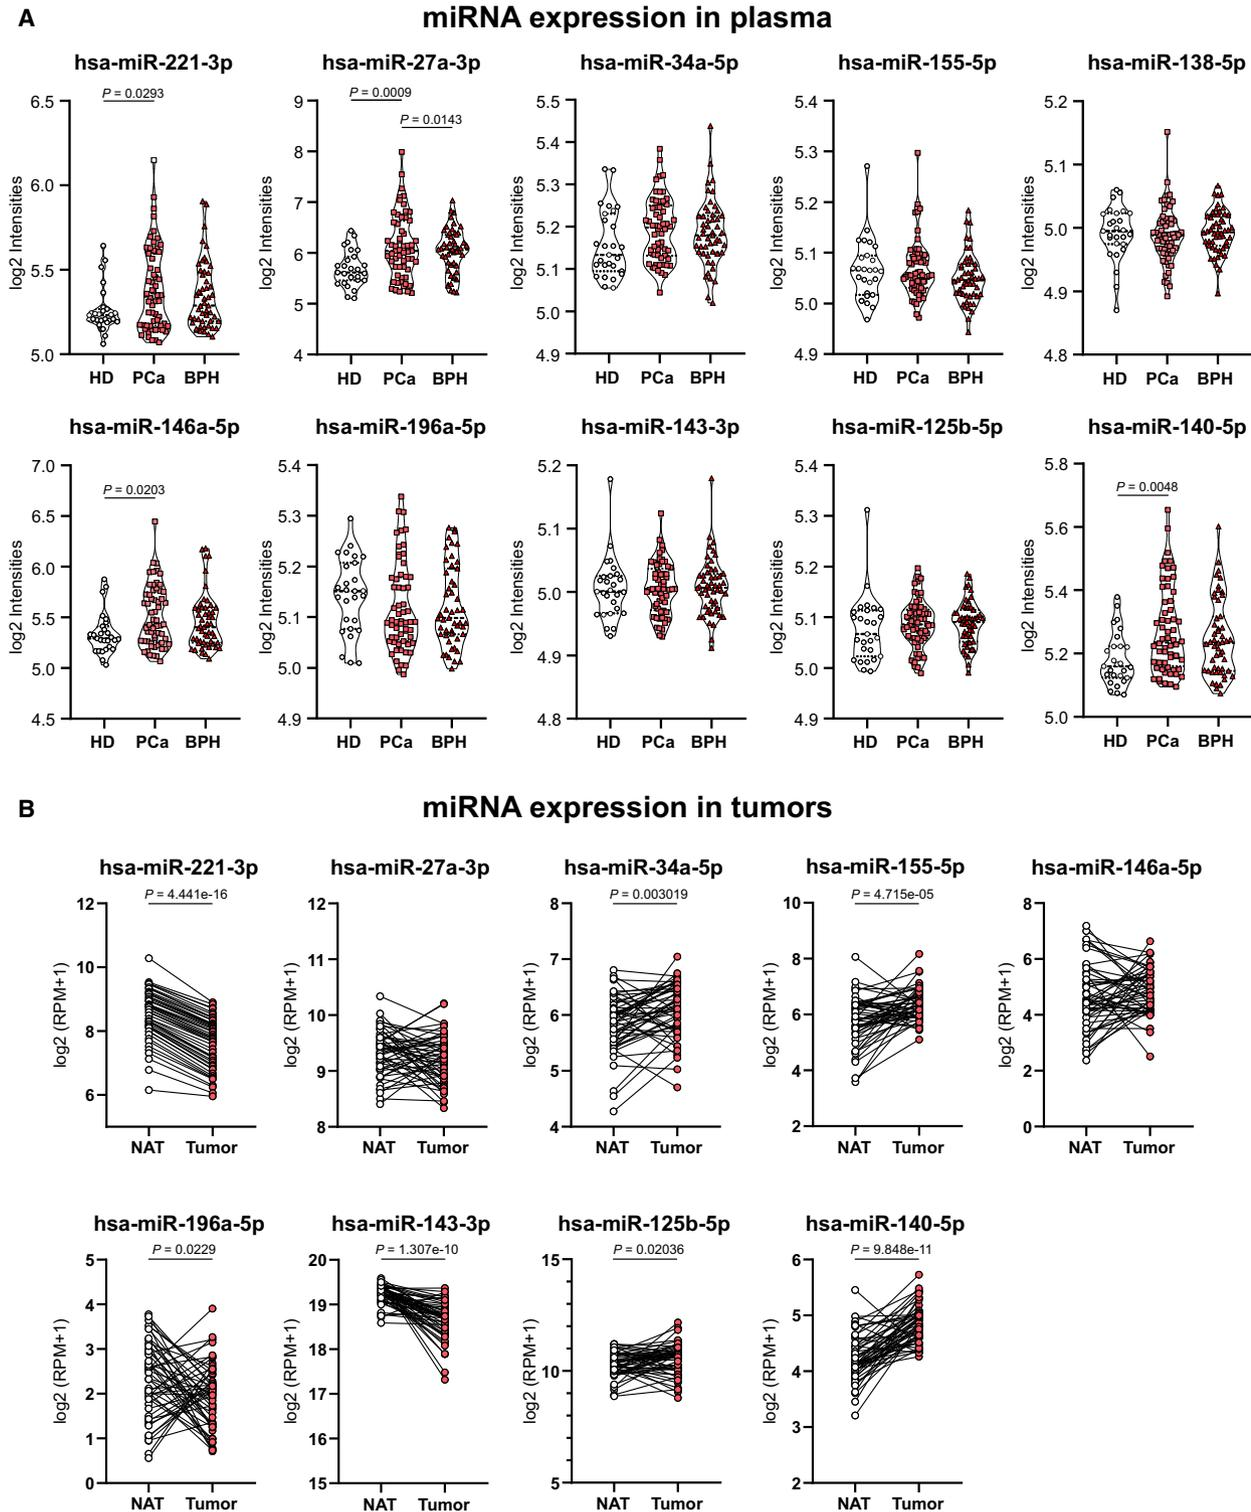 A
miRNA expression in plasma
hsa-miR-221-3p
hsa-miR-27a-3p
hsa-miR-34a-5p
hsa-miR-155-5p
hsa-miR-138-5p
log2 Intensities
6.5
6.0
5.5
5.0
P = 0.0293
HD PCa BPH
log2 Intensities
9
8
7
6
5
4
P = 0.0009
P = 0.0143
HD PCa BPH
log2 Intensities
5.5
5.4
5.3
5.2
5.1
5.0
4.9
HD PCa BPH
log2 Intensities
5.4
5.3
5.2
5.1
5.0
4.9
HD PCa BPH
log2 Intensities
5.2
5.1
5.0
4.9
4.8
HD PCa BPH
hsa-miR-146a-5p
hsa-miR-196a-5p
hsa-miR-143-3p
hsa-miR-125b-5p
hsa-miR-140-5p
log2 Intensities
7.0
6.5
6.0
5.5
5.0
4.5
P = 0.0203
HD PCa BPH
log2 Intensities
5.4
5.3
5.2
5.1
5.0
4.9
HD PCa BPH
log2 Intensities
5.2
5.1
5.0
4.9
4.8
HD PCa BPH
log2 Intensities
5.4
5.3
5.2
5.1
5.0
4.9
HD PCa BPH
log2 Intensities
5.8
5.6
5.4
5.2
5.0
P = 0.0048
HD PCa BPH
B
miRNA expression in tumors
hsa-miR-221-3p
hsa-miR-27a-3p
hsa-miR-34a-5p
hsa-miR-155-5p
hsa-miR-146a-5p
log2 (RPM+1)
12
10
8
6
P = 4.441e-16
NAT Tumor
log2 (RPM+1)
12
11
10
9
8
NAT Tumor
log2 (RPM+1)
8
7
6
5
4
P = 0.003019
NAT Tumor
log2 (RPM+1)
10
8
6
4
2
P = 4.715e-05
NAT Tumor
log2 (RPM+1)
8
6
4
2
0
NAT Tumor
hsa-miR-196a-5p
hsa-miR-143-3p
hsa-miR-125b-5p
hsa-miR-140-5p
log2 (RPM+1)
5
4
3
2
1
0
P = 0.0229
NAT Tumor
log2 (RPM+1)
20
19
18
17
16
15
P = 1.307e-10
NAT Tumor
log2 (RPM+1)
15
10
5
P = 0.02036
NAT Tumor
log2 (RPM+1)
6
5
4
3
2
P = 9.848e-11
NAT Tumor